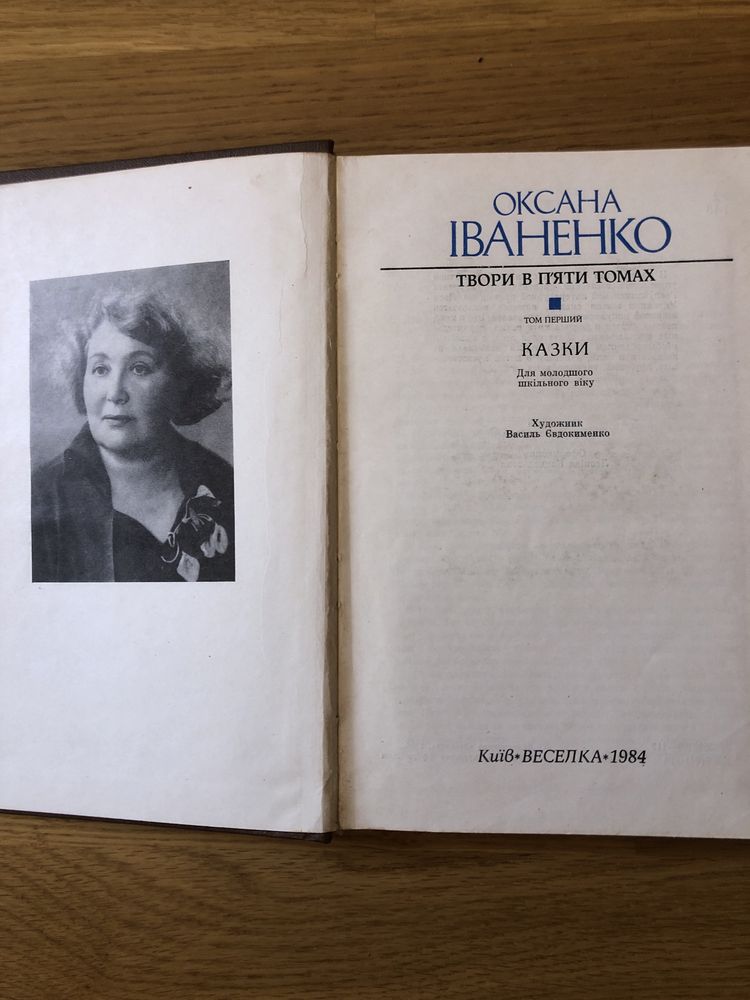 ОКСАНА
ІВАНЕНКО
ТВОРИ В П'ЯТИ ТОМАХ
ТОМ ПЕРШИЙ
КАЗКИ
Для молодшого
шкільного віку
Художник
Василь Євдокименко
Київ*ВЕСЕЛКА*1984